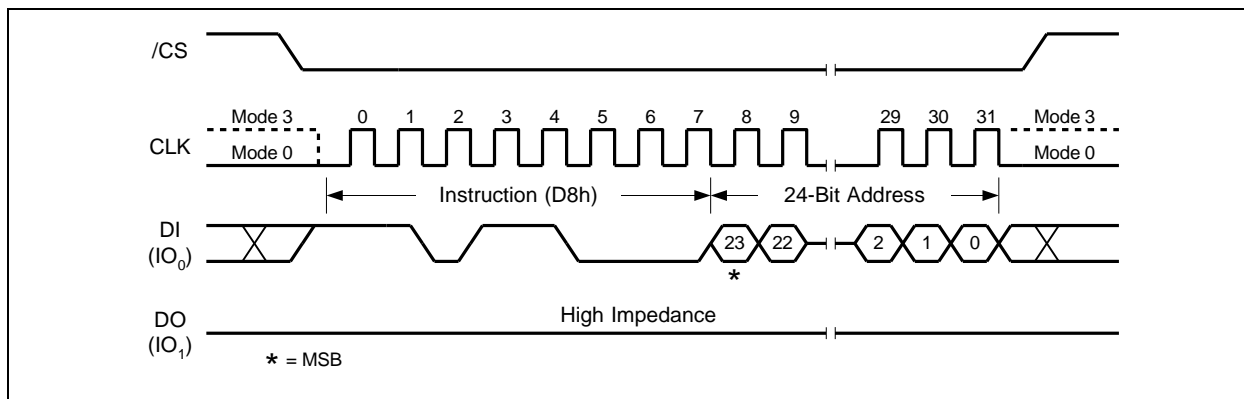 /CS
Mode 3 0 1 2 3 4 5 6 7 8 9 29 30 31 Mode 3
CLK
Mode 0 Mode 0
Instruction (D8h) 24-Bit Address
DI
(IO0)
23 22 2 1 0
*
High Impedance
DO
(IO1)
* = MSB